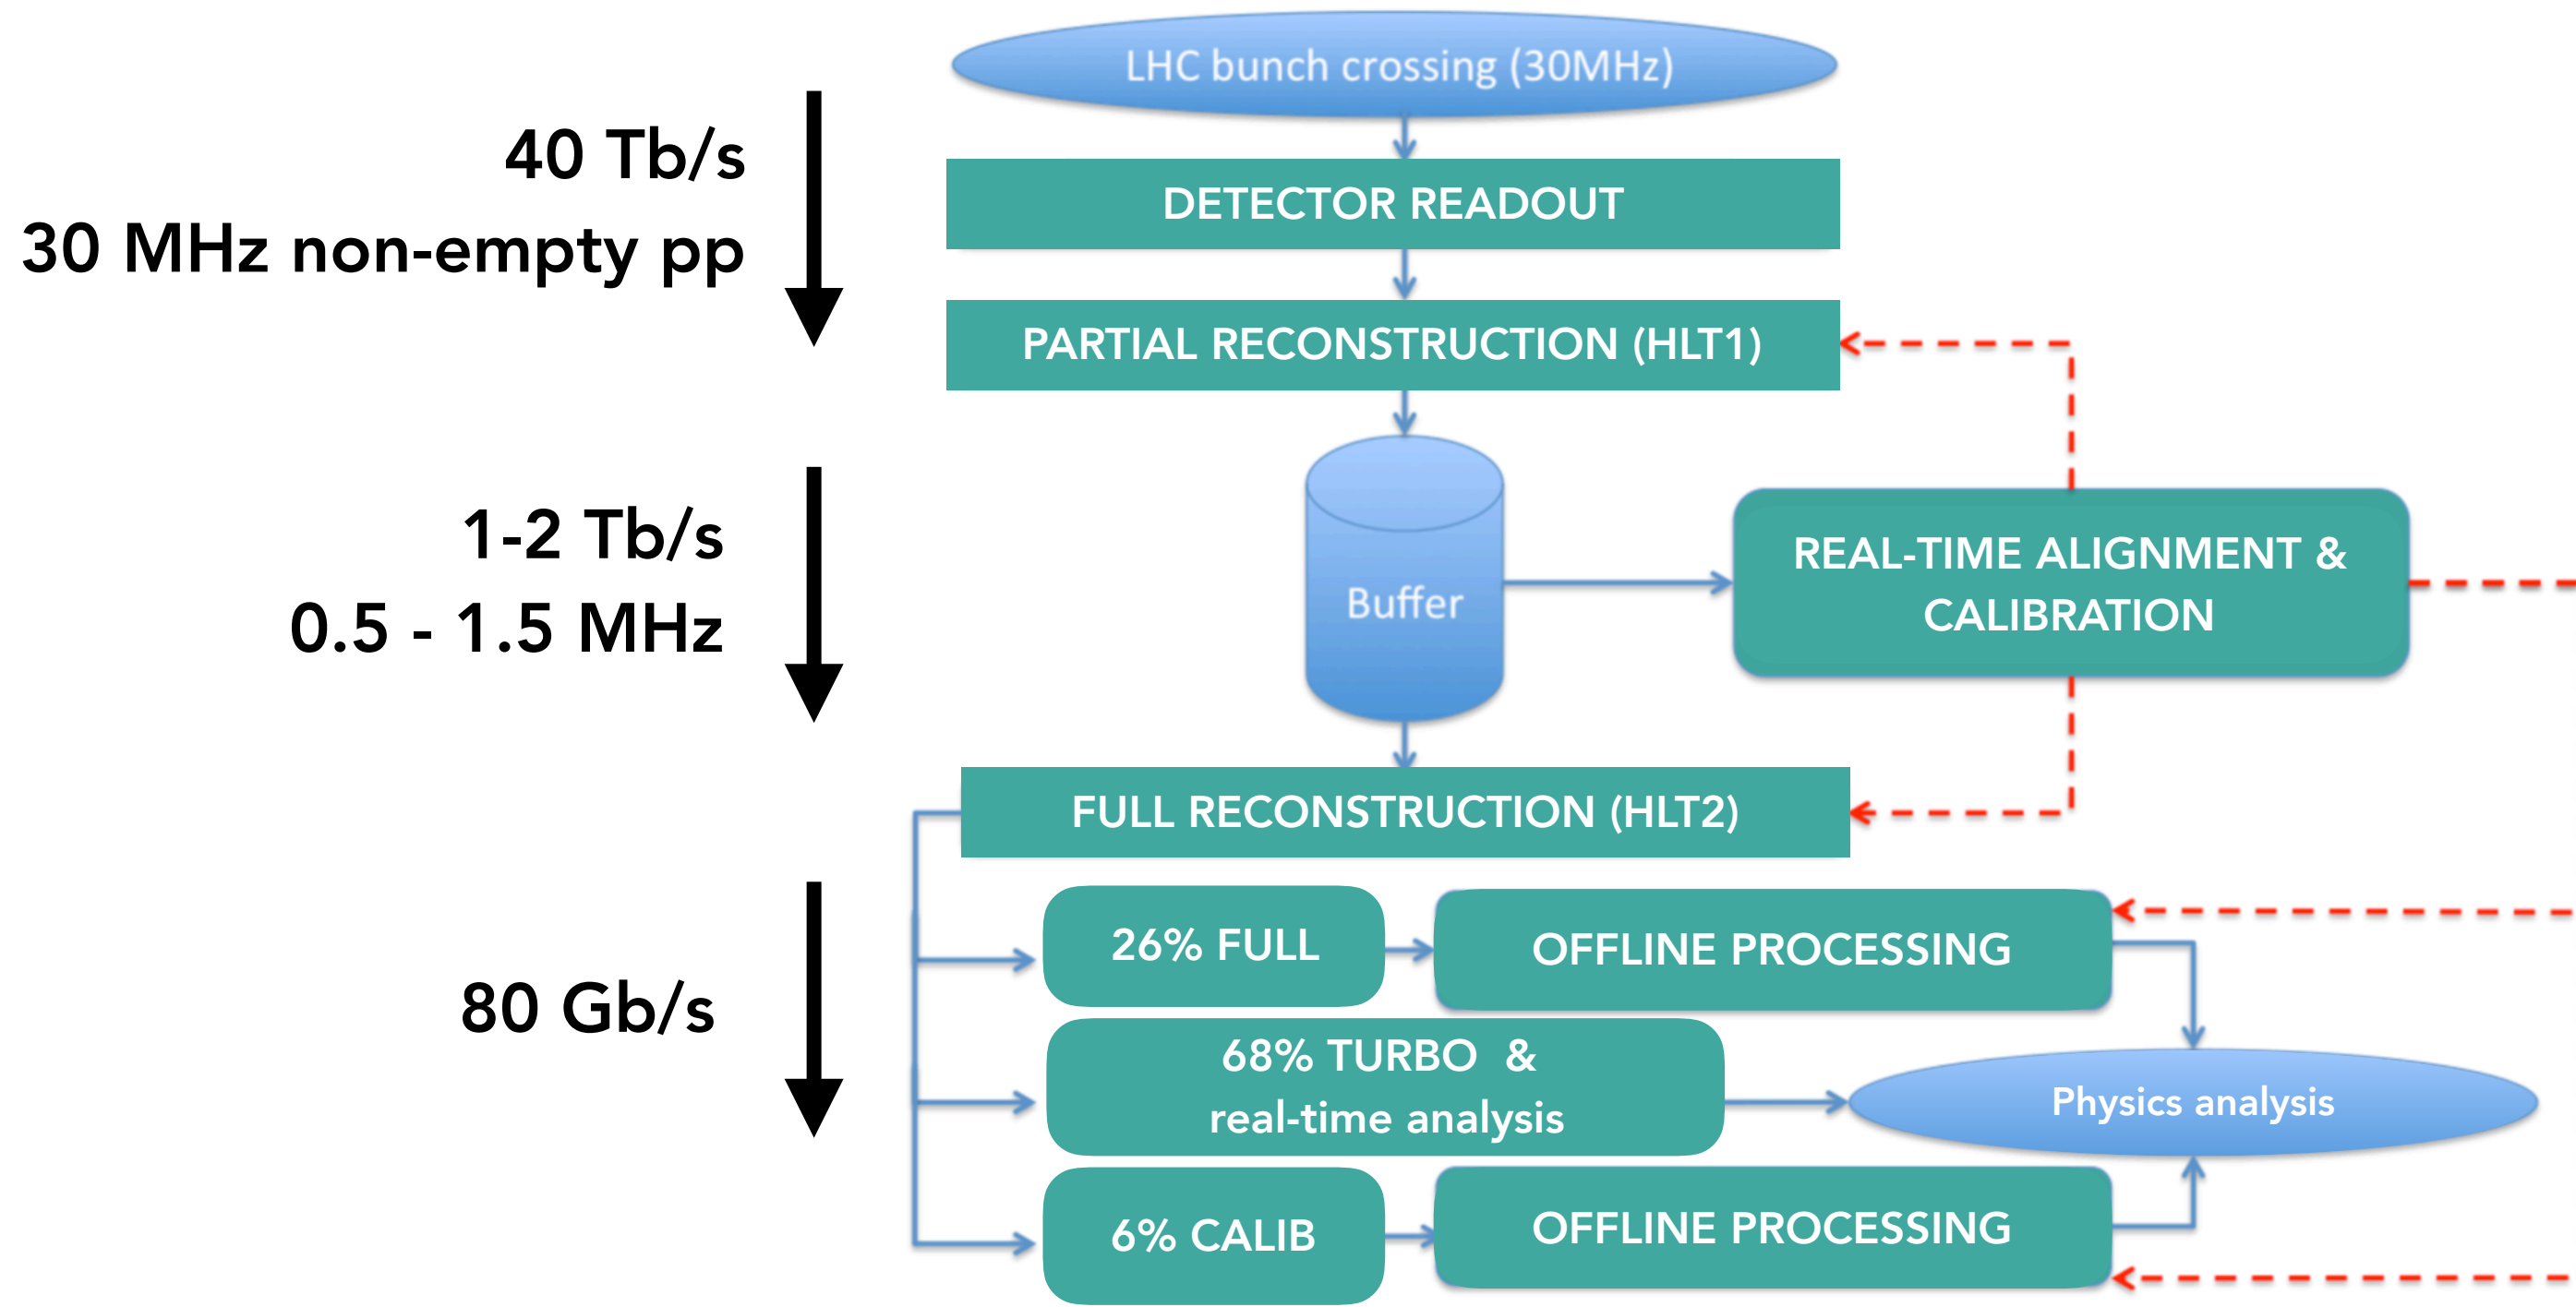 LHC bunch crossing (30MHz)
40 Tb/s
30 MHz non-empty pp
DETECTOR READOUT
PARTIAL RECONSTRUCTION (HLT1)
1-2 Tb/s
0.5 - 1.5 MHz
Buffer
REAL-TIME ALIGNMENT &
CALIBRATION
FULL RECONSTRUCTION (HLT2)
80 Gb/s
26% FULL
OFFLINE PROCESSING
68% TURBO &
real-time analysis
Physics analysis
6% CALIB
OFFLINE PROCESSING